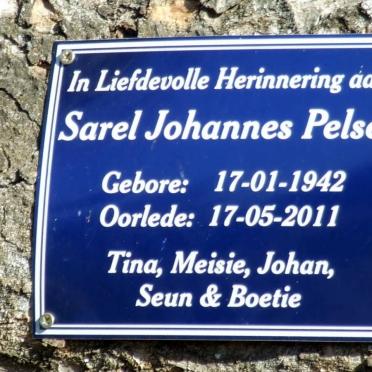 In Liefdevolle Herinnering aa
Sarel Johannes Pelse
Gebore: 17-01-1942
Oorlede: 17-05-2011
Tina, Meisie, Johan,
Seun & Boetie